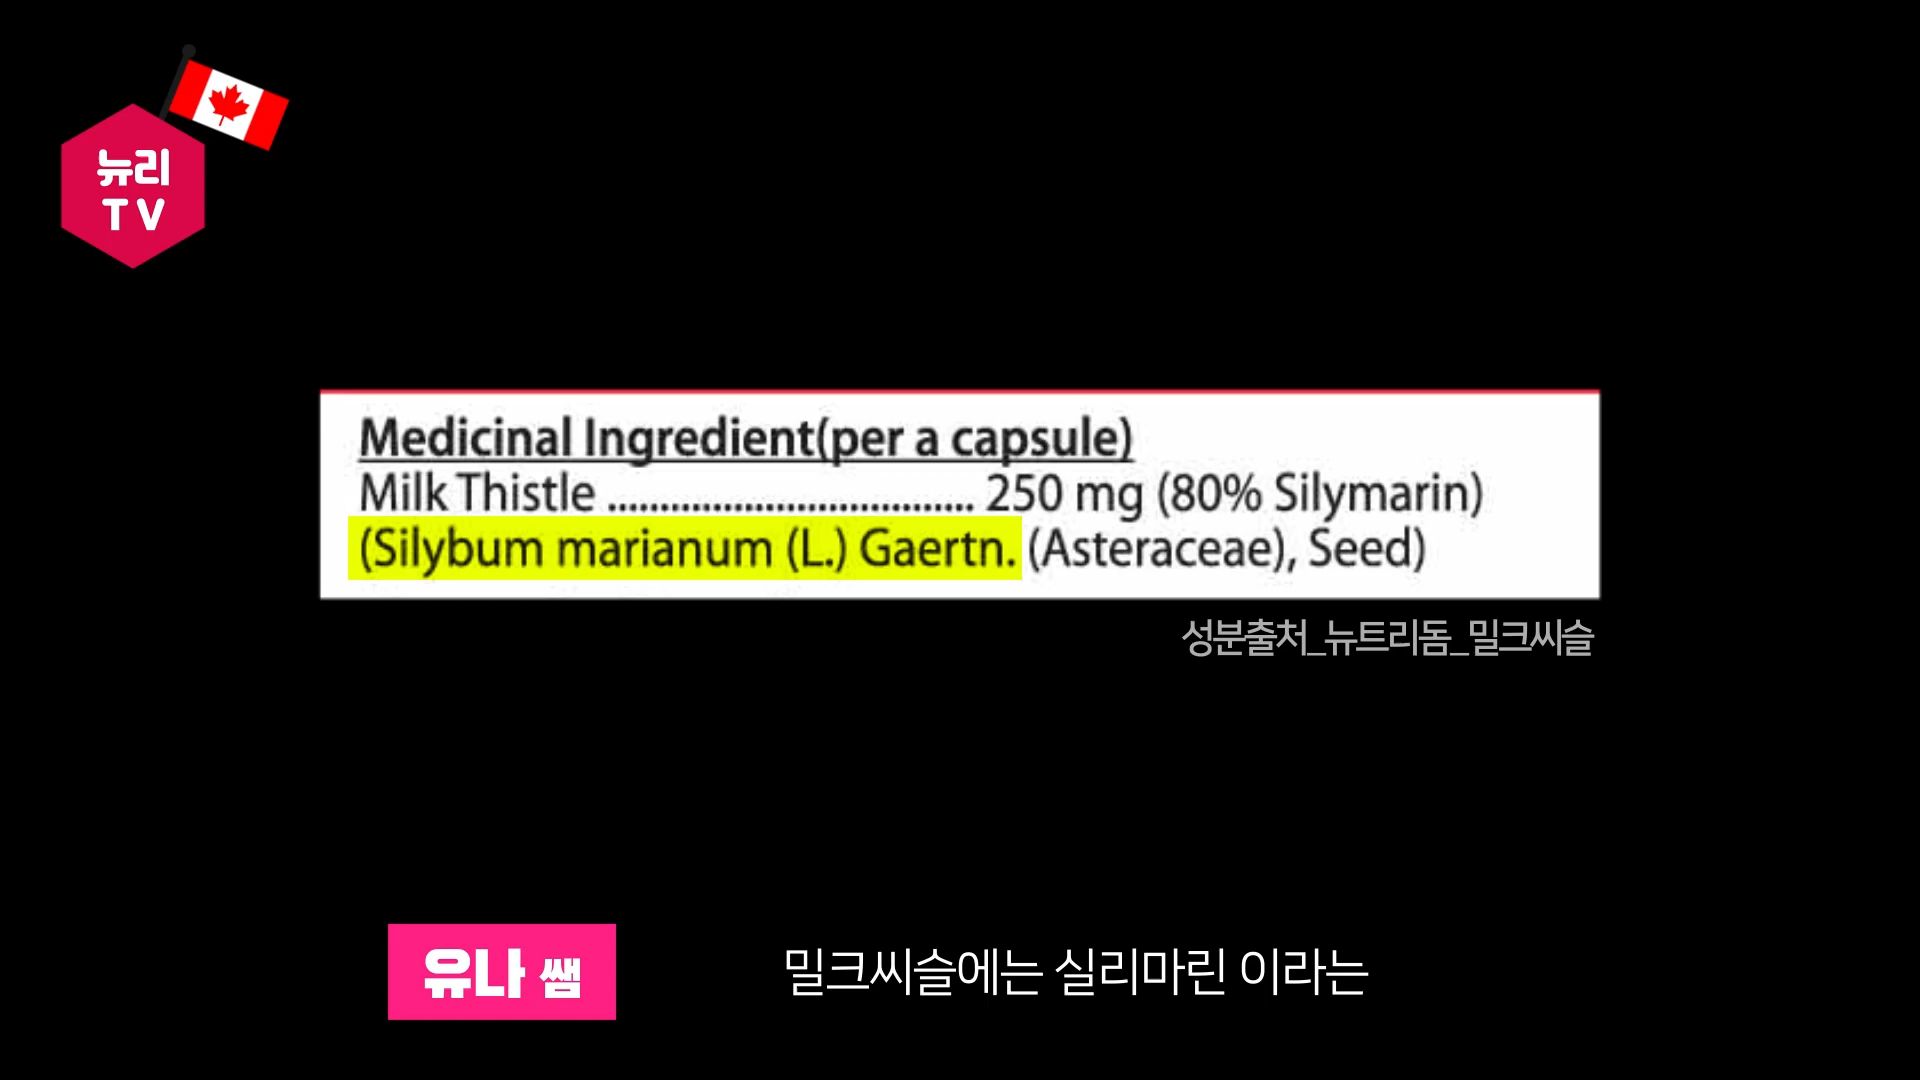 뉴리
TV
Medicinal Ingredient(per a capsule)
Milk Thistle ................................... 250 mg (80% Silymarin)
(Silybum marianum (L.) Gaertn. (Asteraceae), Seed)
성분출처_뉴트리돔_밀크씨슬
유나 쌤
밀크씨슬에는 실리마린 이라는